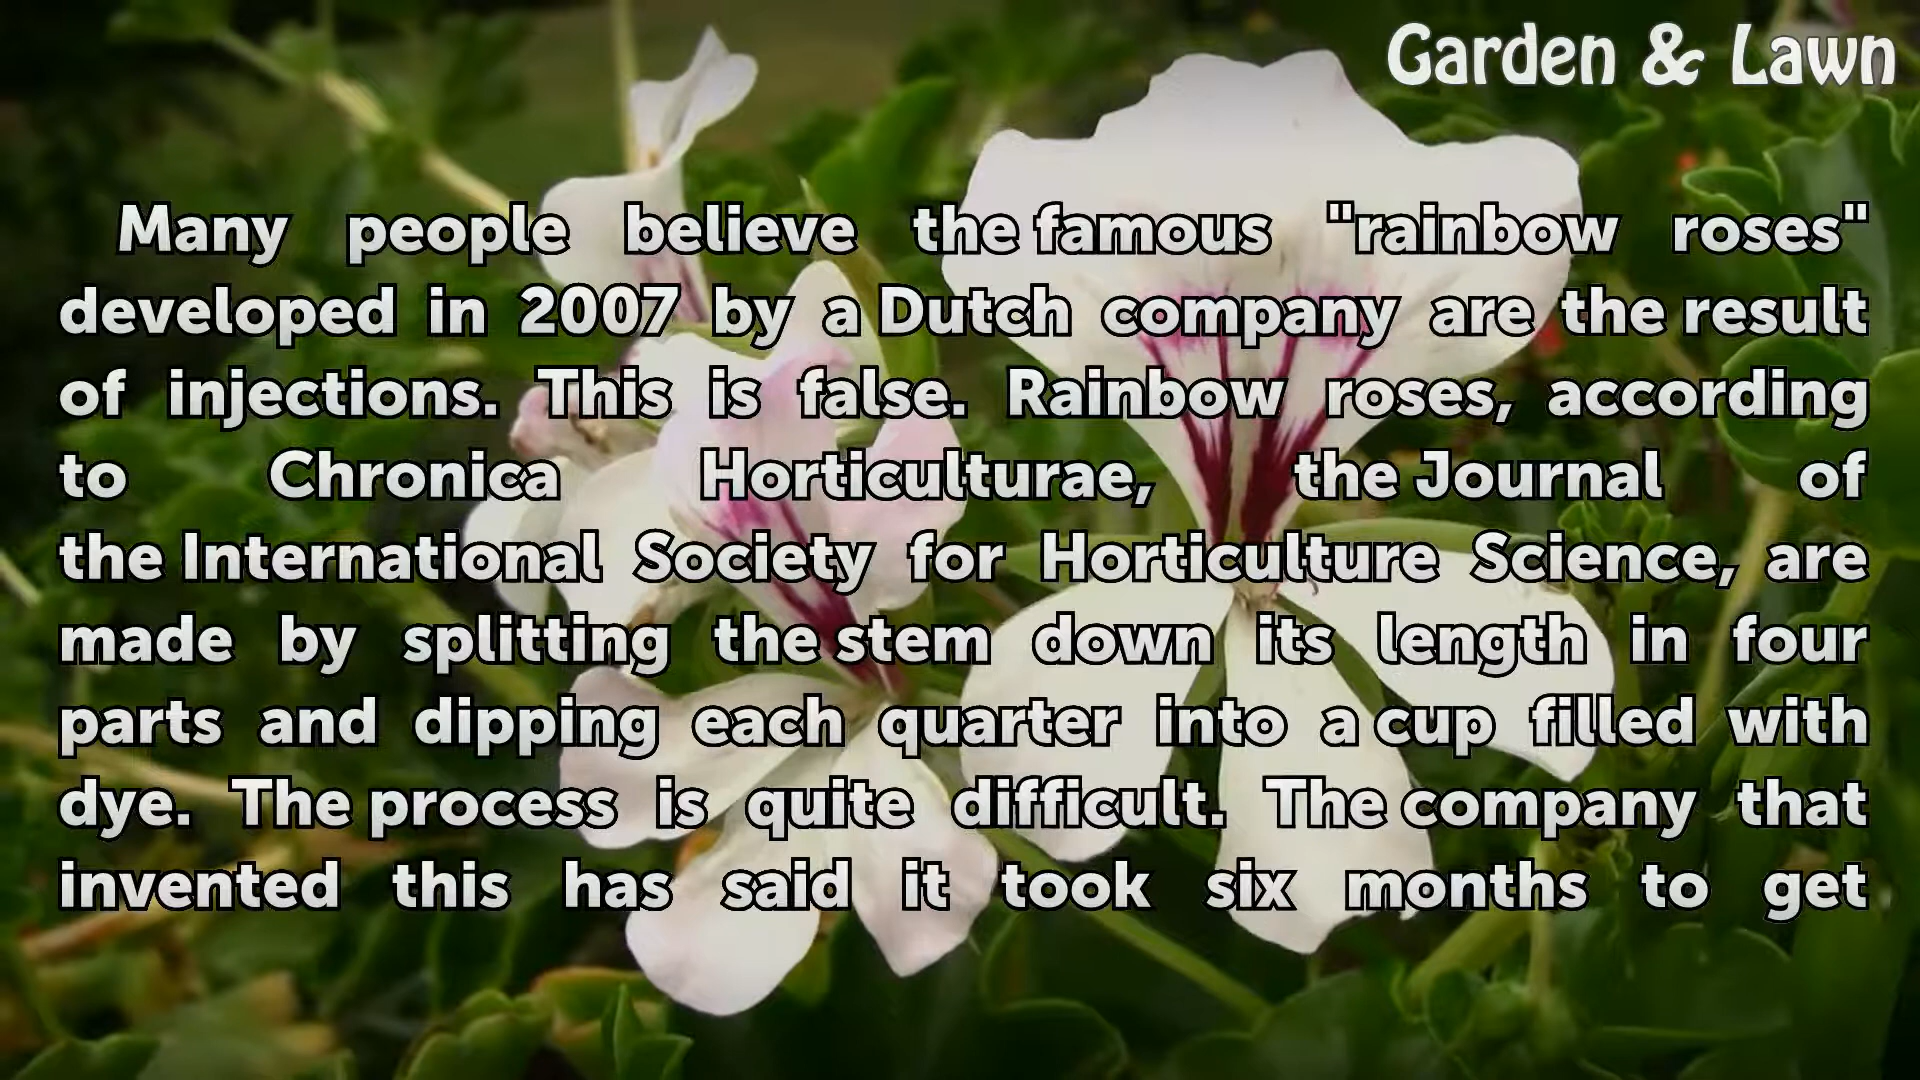 Garden & Lawn
Many people believe the famous "rainbow roses"
developed in 2007 by a Dutch company are the result
of injections. This is false. Rainbow roses, according
to Chronica Horticulturae, the Journal of
the International Society for Horticulture Science, are
made by splitting the stem down its length in four
parts and dipping each quarter into a cup filled with
dye. The process is quite difficult. The company that
invented this has said it took six months to get